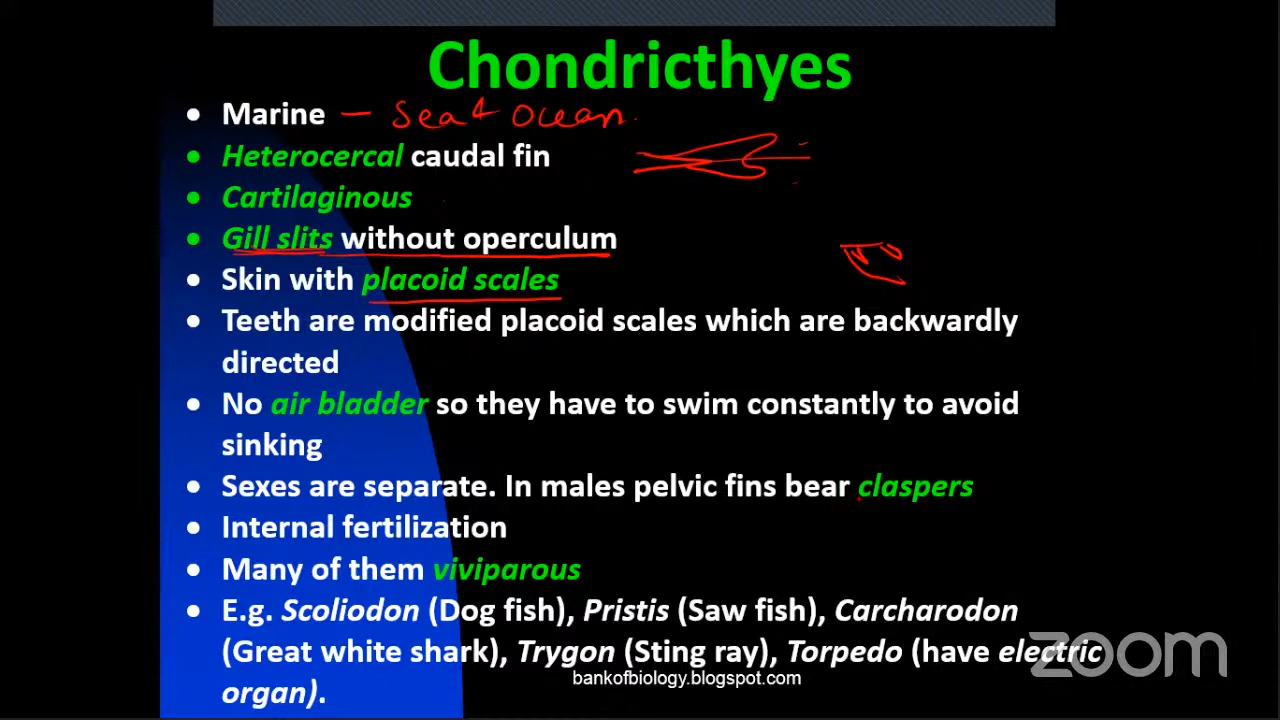 Chondricthyes
• Marine - Sea & Ocean.
• Heterocercal caudal fin
• Cartilaginous
• Gill slits without operculum
• Skin with placoid scales
• Teeth are modified placoid scales which are backwardly
directed
• No air bladder so they have to swim constantly to avoid
sinking
• Sexes are separate. In males pelvic fins bear claspers
• Internal fertilization
• Many of them viviparous
• E.g. Scoliodon (Dog fish), Pristis (Saw fish), Carcharodon
(Great white shark), Trygon (Sting ray), Torpedo (have electric
organ).
bankofbiology.blogspot.com
zoom